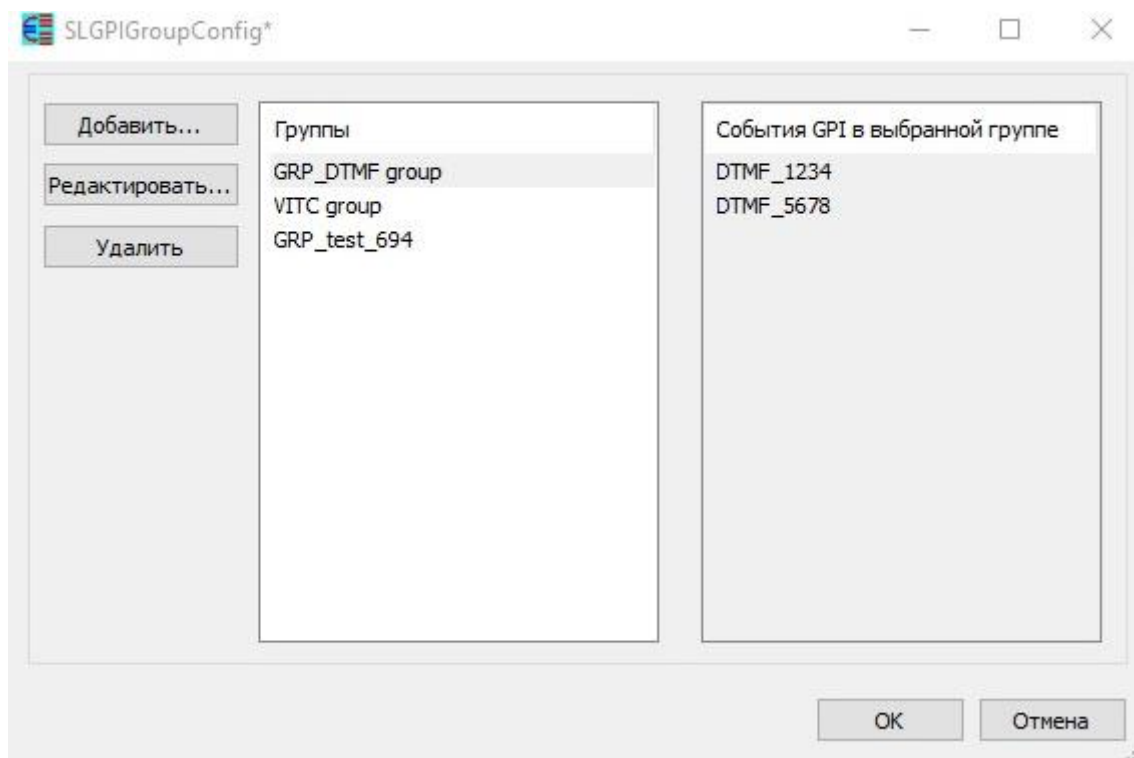 SLGPIGroupConfig*
Добавить...
Редактировать...
Удалить
Группы
GRP_DTMF group
VITC group
GRP_test_694
События GPI в выбранной группе
DTMF_1234
DTMF_5678
OK
Отмена